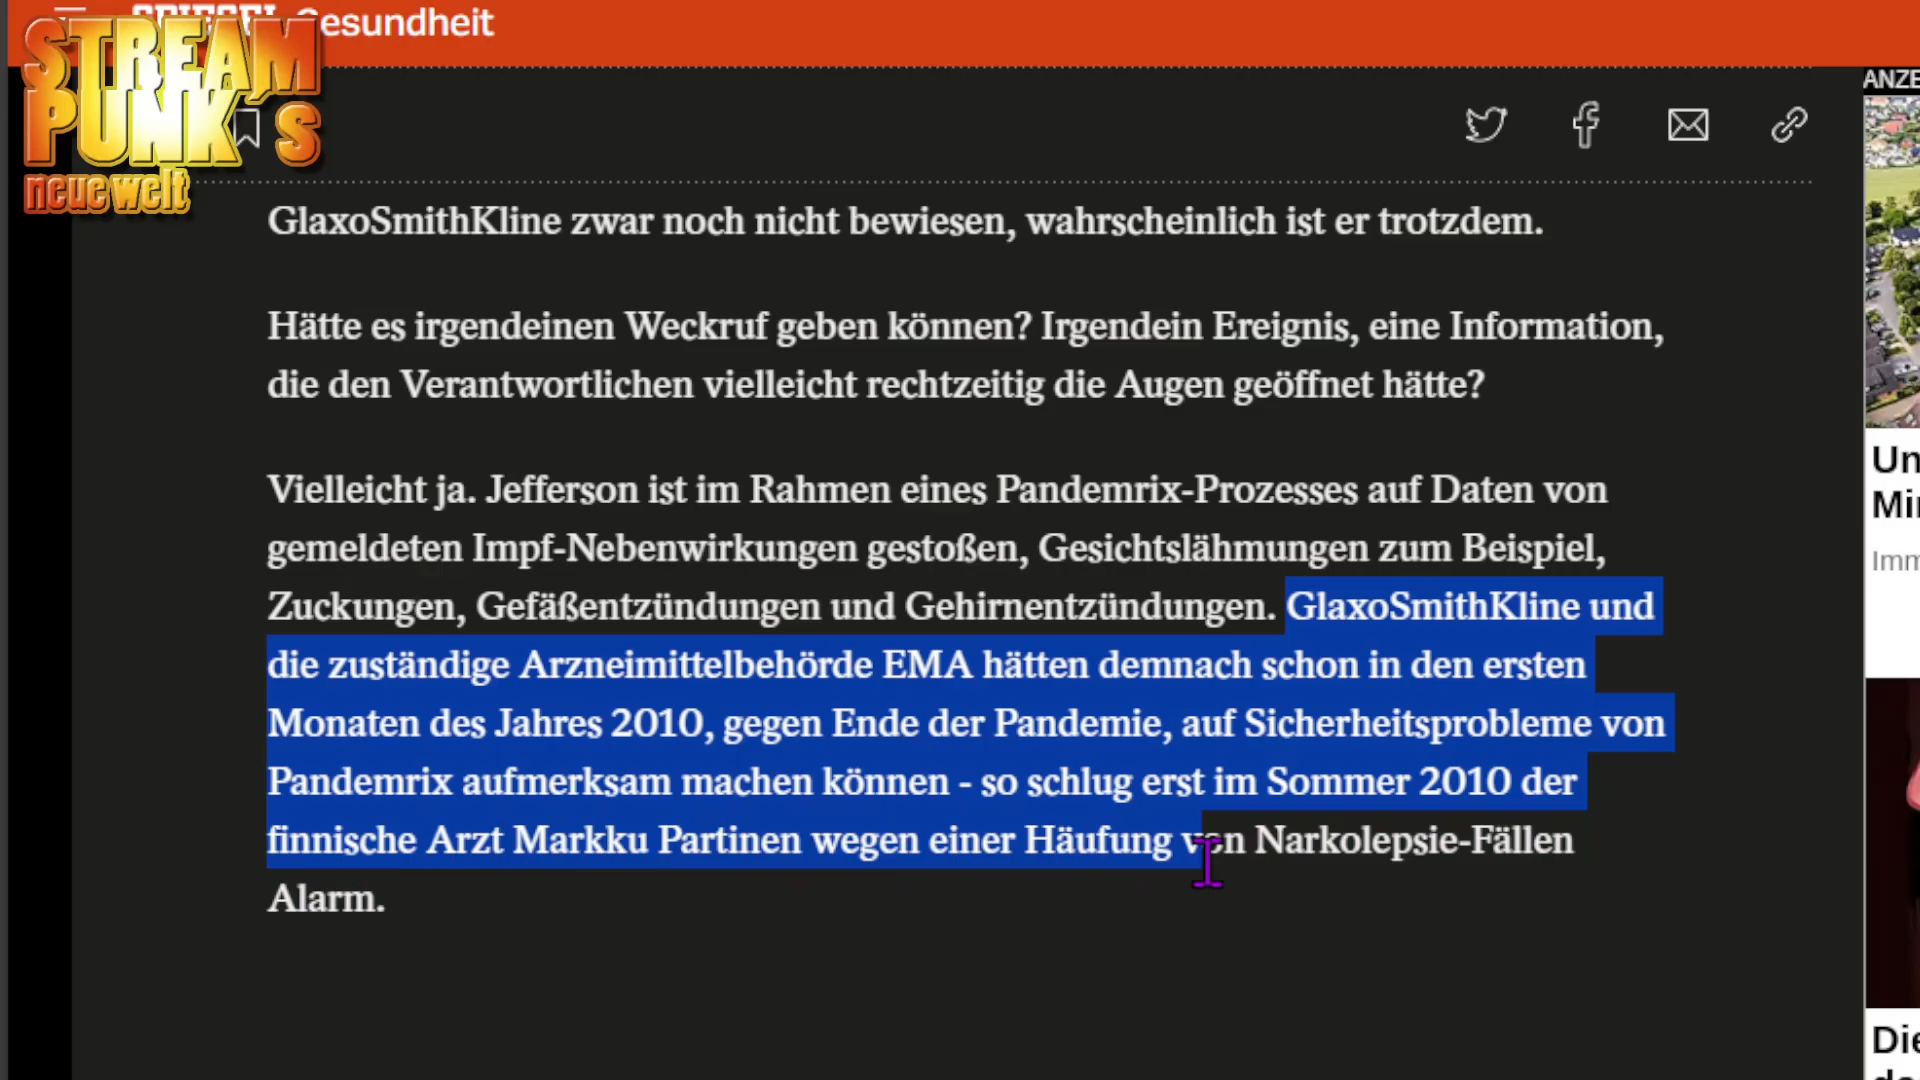 SPIEGEL Gesundheit
STREAM
PUNK´s
neue welt
ANZE
GlaxoSmithKline zwar noch nicht bewiesen, wahrscheinlich ist er trotzdem.
Hätte es irgendeinen Weckruf geben können? Irgendein Ereignis, eine Information,
die den Verantwortlichen vielleicht rechtzeitig die Augen geöffnet hätte?
Vielleicht ja. Jefferson ist im Rahmen eines Pandemrix-Prozesses auf Daten von
gemeldeten Impf-Nebenwirkungen gestoßen, Gesichtslähmungen zum Beispiel,
Zuckungen, Gefäßentzündungen und Gehirnentzündungen. GlaxoSmithKline und
die zuständige Arzneimittelbehörde EMA hätten demnach schon in den ersten
Monaten des Jahres 2010, gegen Ende der Pandemie, auf Sicherheitsprobleme von
Pandemrix aufmerksam machen können - so schlug erst im Sommer 2010 der
finnische Arzt Markku Partinen wegen einer Häufung von Narkolepsie-Fällen
Alarm.
Un
Min
Imm
Die